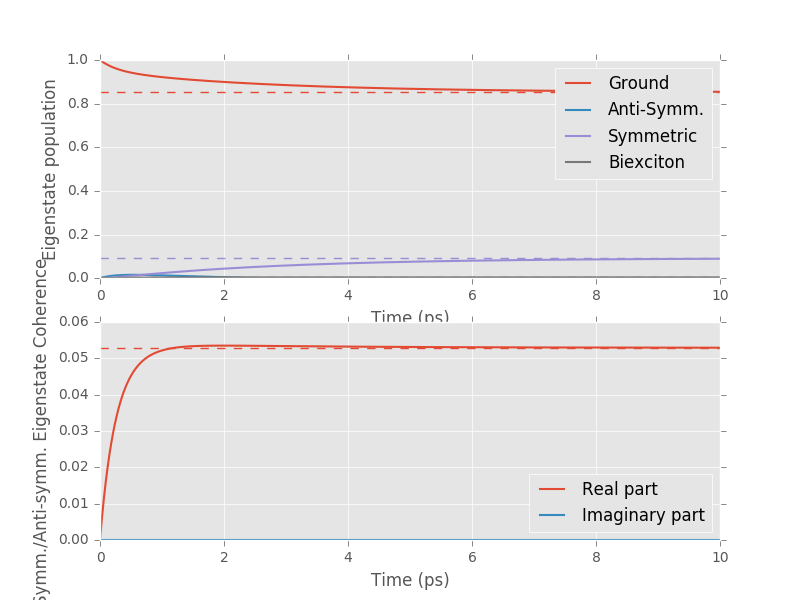 Eigenstate population
1.0
0.8
0.6
0.4
0.2
0.0
Ground
Anti-Symm.
Symmetric
Biexciton
0
2
4
6
8
10
Time (ps)
Symm./Anti-symm. Eigenstate Coherence
0.06
0.05
0.04
0.03
0.02
0.01
0.00
Real part
Imaginary part
0
2
4
6
8
10
Time (ps)